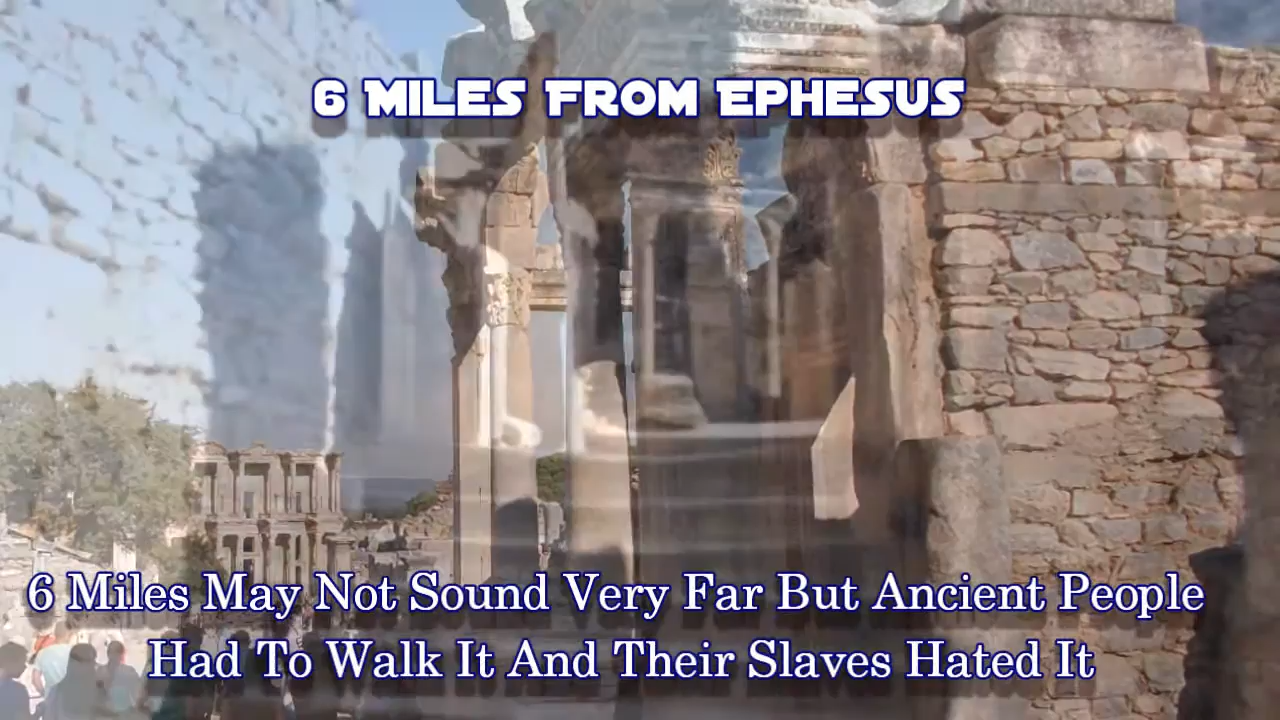 6 Miles From Ephesus
6 Miles May Not Sound Very Far But Ancient People
Had To Walk It And Their Slaves Hated It